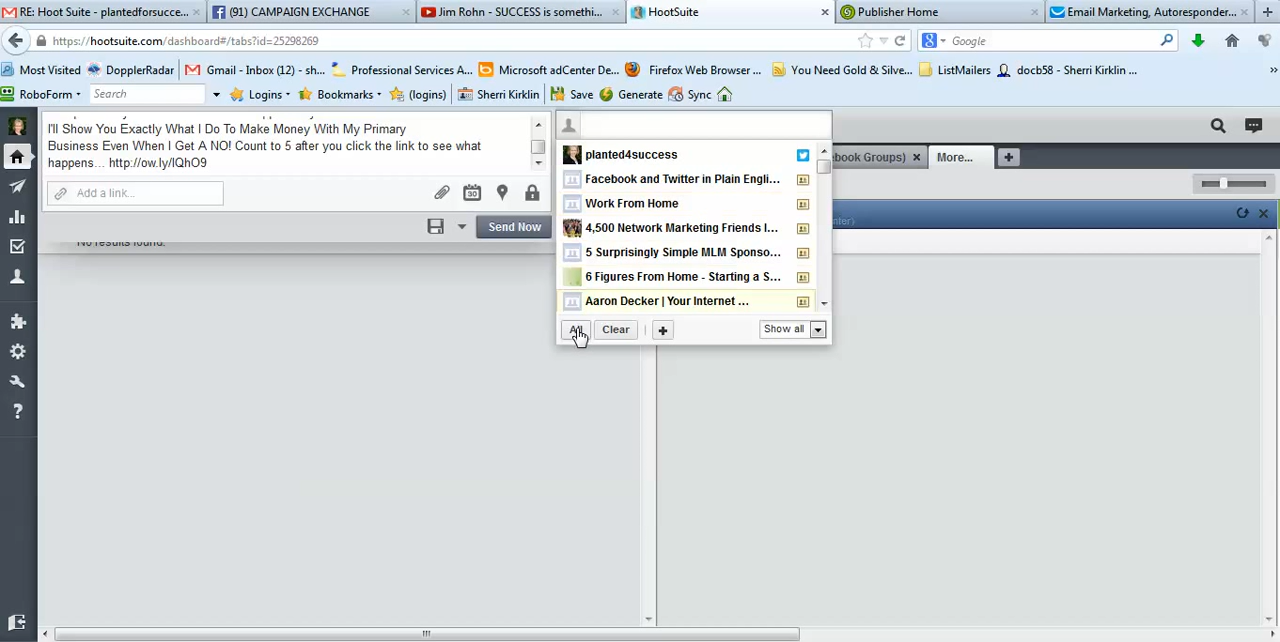 RE: Hoot Suite - plantedforsucce...
(91) CAMPAIGN EXCHANGE
Jim Rohn - SUCCESS is somethi...
HootSuite
Publisher Home
Email Marketing, Autoresponder...
https://hootsuite.com/dashboard#/tabs?id=25298269
Google
Most Visited
DopplerRadar
Gmail - Inbox (12) - sh...
Professional Services A...
Microsoft adCenter De...
Firefox Web Browser ...
You Need Gold & Silve...
ListMailers
docb58 - Sherri Kirklin ...
RoboForm
Search
Logins
Bookmarks
(logins)
Sherri Kirklin
Save
Generate
Sync
I'll Show You Exactly What I Do To Make Money With My Primary
Business Even When I Get A NO! Count to 5 after you click the link to see what
happens... http://ow.ly/lQhO9
Add a link...
30
Send Now
No results found.
planted4success
Facebook and Twitter in Plain Engli...
Work From Home
4,500 Network Marketing Friends I...
5 Surprisingly Simple MLM Sponso...
6 Figures From Home - Starting a S...
Aaron Decker | Your Internet ...
Clear
Show all
book Groups)
More...